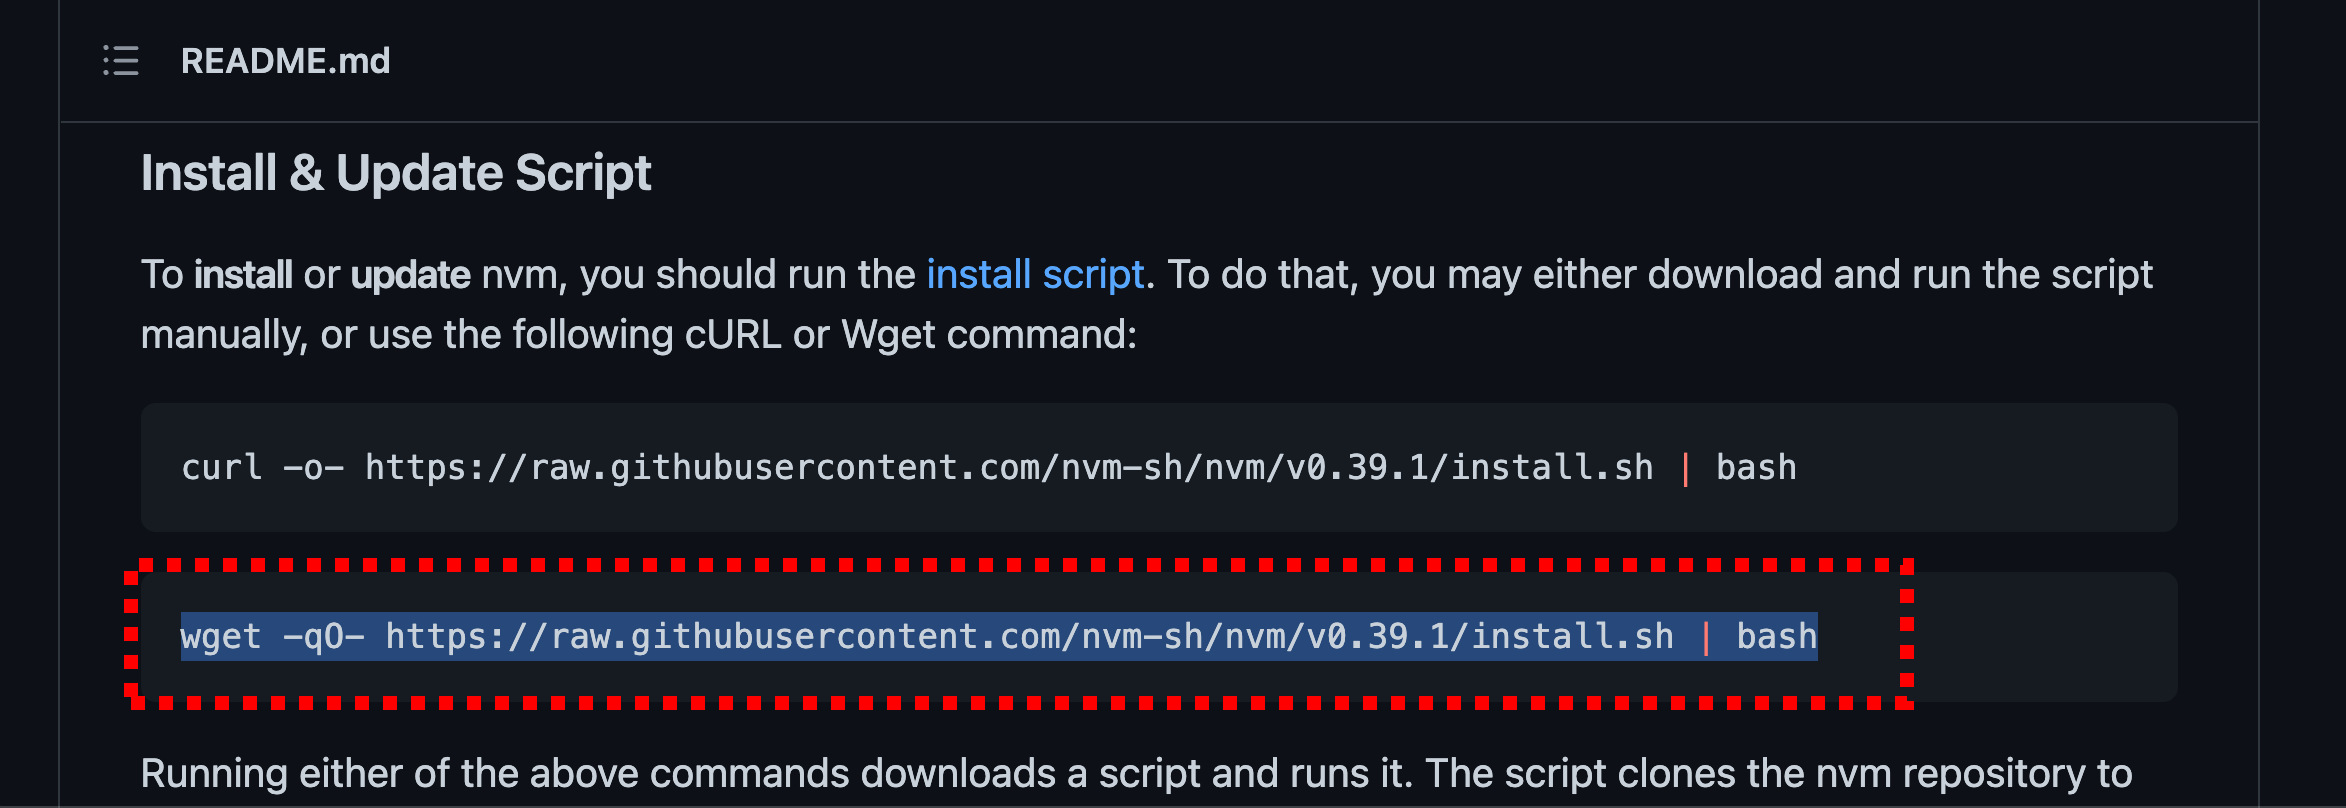 README.md
Install & Update Script
To install or update nvm, you should run the install script. To do that, you may either download and run the script
manually, or use the following cURL or Wget command:
curl -o- https://raw.githubusercontent.com/nvm-sh/nvm/v0.39.1/install.sh | bash
wget -qO- https://raw.githubusercontent.com/nvm-sh/nvm/v0.39.1/install.sh | bash
Running either of the above commands downloads a script and runs it. The script clones the nvm repository to